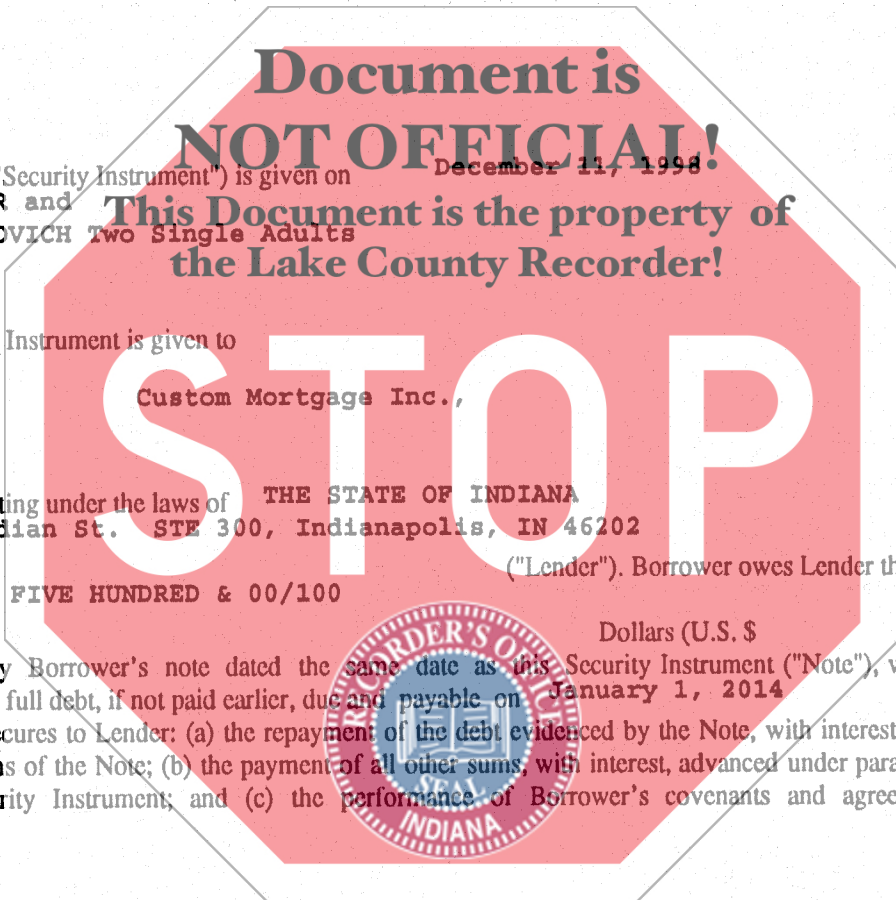 Document is
NOT OFFICIAL!
Security Instrument") is given on December 11, 1998
and
This Document is the property of
OVICH Two Single Adults
the Lake County Recorder!
Instrument is given to
STOP
Custom Mortgage Inc.,
ting under the laws of THE STATE OF INDIANA
dian St. STE 300, Indianapolis, IN 46202
("Lender"). Borrower owes Lender th
FIVE HUNDRED & 00/100
Dollars (U.S. $
y Borrower's note dated the same date as this Security Instrument ("Note"), w
full debt, if not paid earlier, due and payable on January 1, 2014
cures to Lender: (a) the repayment of the debt evidenced by the Note, with interest
s of the Note; (b) the payment of all other sums, with interest, advanced under para
rity Instrument; and (c) the performance of Borrower's covenants and agree
RECORDER'S OFFICE
SEAL
INDIANA